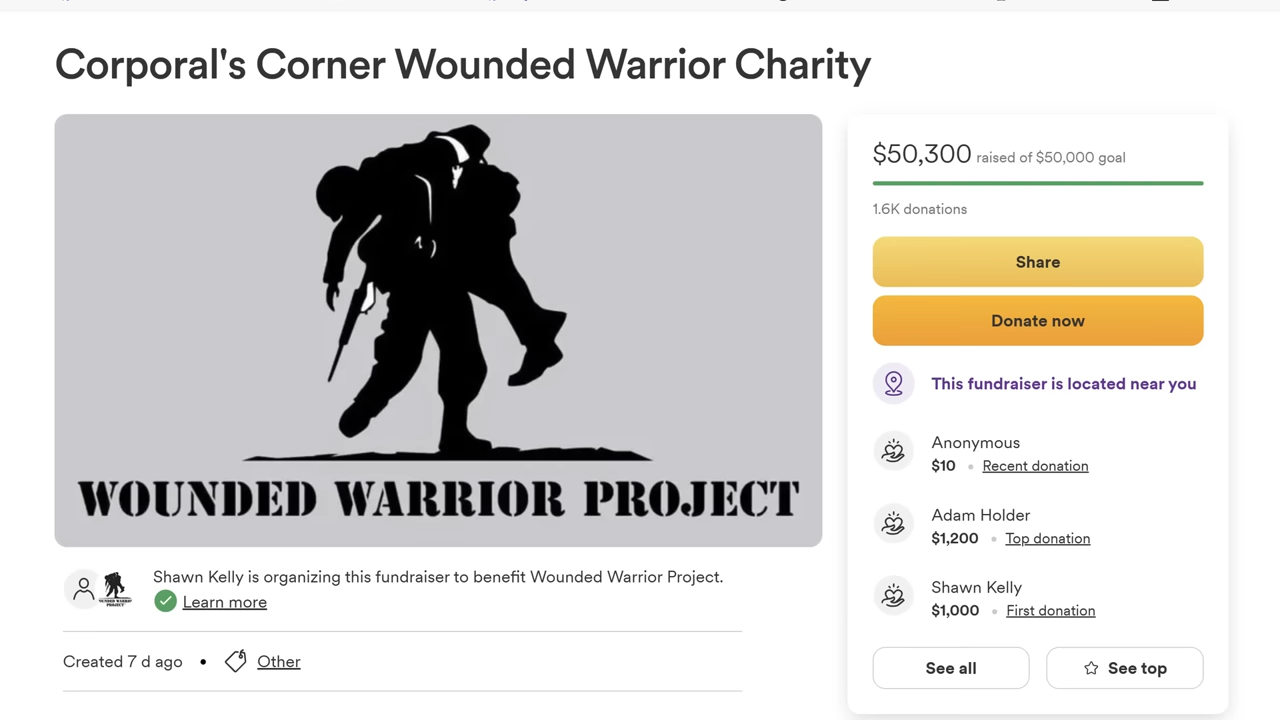 Corporal's Corner Wounded Warrior Charity
WOUNDED WARRIOR PROJECT
Shawn Kelly is organizing this fundraiser to benefit Wounded Warrior Project.
Learn more
Created 7 d ago • Other
$50,300 raised of $50,000 goal
1.6K donations
Share
Donate now
This fundraiser is located near you
Anonymous
$10 • Recent donation
Adam Holder
$1,200 • Top donation
Shawn Kelly
$1,000 • First donation
See all
See top